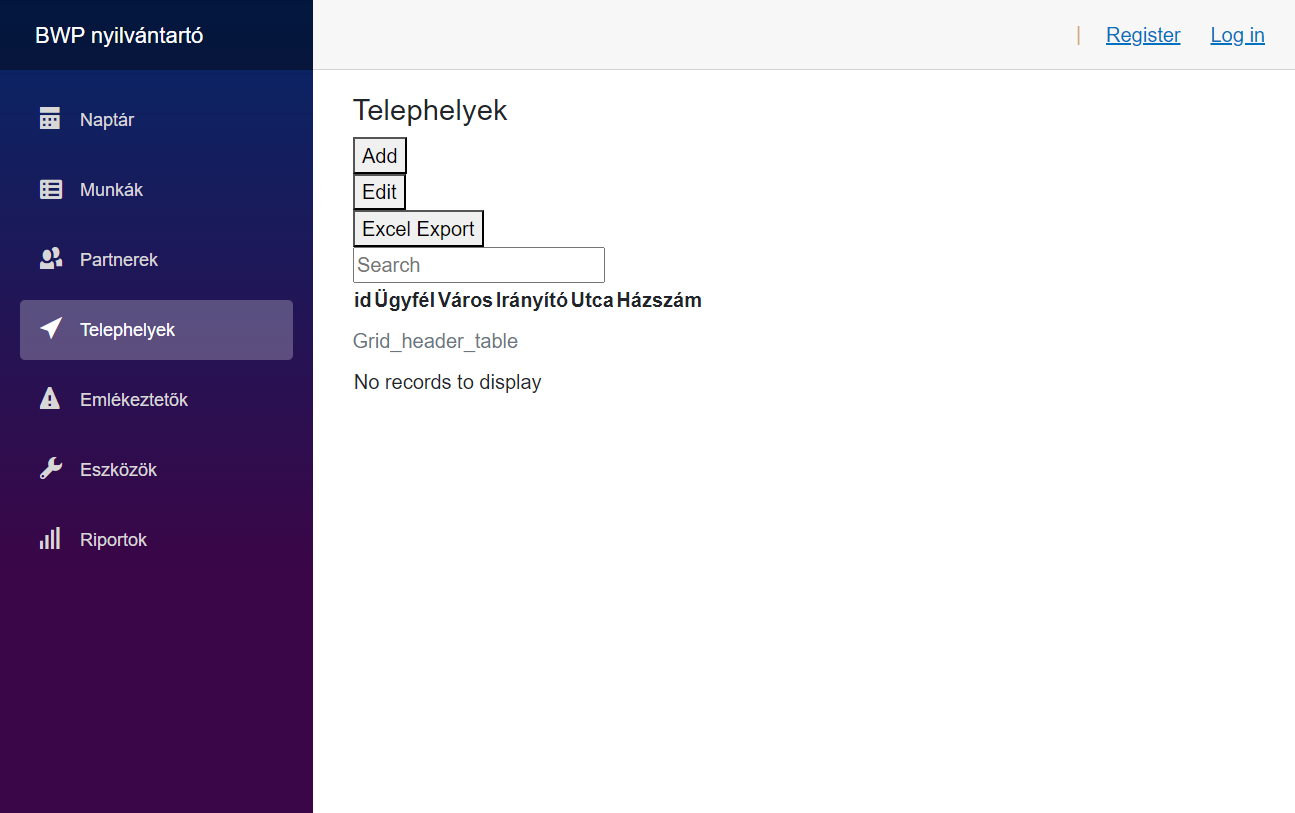 BWP nyilvántartó
| Register Log in
Naptár
Munkák
Partnerek
Telephelyek
Emlékeztetők
Eszközök
Riportok
Telephelyek
Add
Edit
Excel Export
Search
id Ügyfél Város Irányító Utca Házszám
Grid_header_table
No records to display